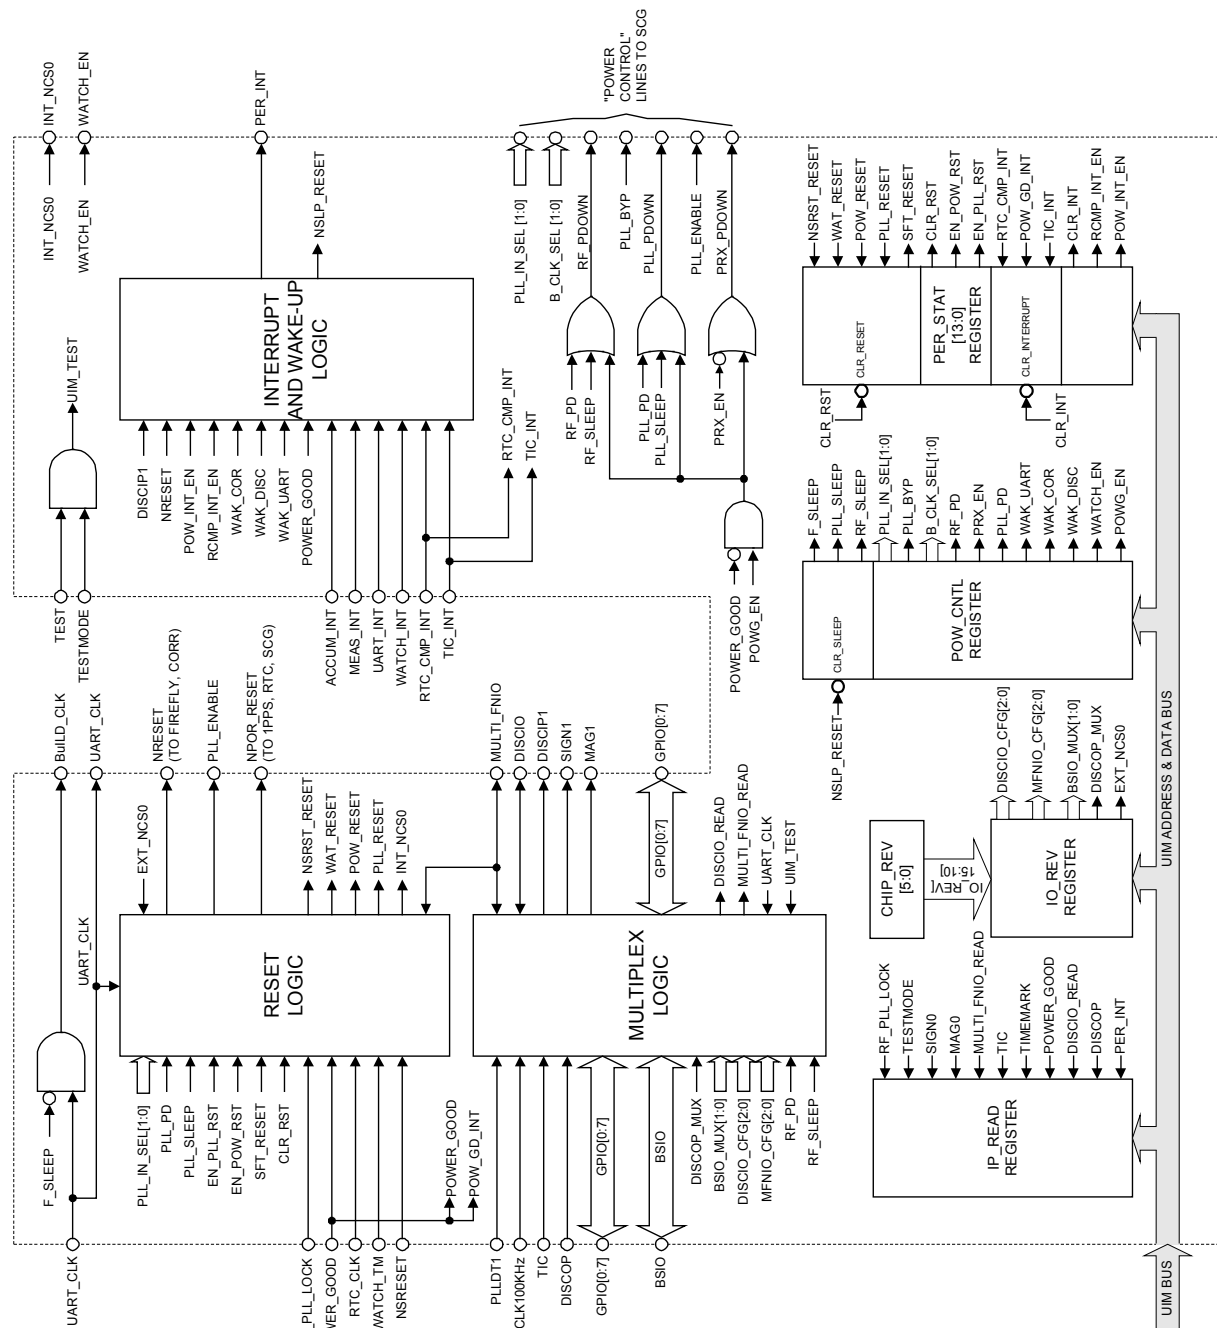 INT_NCS0
WATCH_EN
PER_INT
"POWER
CONTROL"
LINES TO SCG
INT_NCS0
WATCH_EN
NSLP_RESET
PLL_IN_SEL [1:0]
B_CLK_SEL [1:0]
RF_PDOWN
PLL_BYP
PLL_PDOWN
PLL_ENABLE
PRX_PDOWN
UIM_TEST
INTERRUPT
AND WAKE-UP
LOGIC
TEST
TESTMODE
DISCIP1
NRESET
POW_INT_EN
RCMP_INT_EN
WAK_COR
WAK_DISC
WAK_UART
POWER_GOOD
ACCUM_INT
MEAS_INT
UART_INT
WATCH_INT
RTC_CMP_INT
TIC_INT
RTC_CMP_INT
TIC_INT
RF_PD
RF_SLEEP
PLL_PD
PLL_SLEEP
PRX_EN
POWER_GOOD
POWG_EN
NSRST_RESET
WAT_RESET
POW_RESET
PLL_RESET
SFT_RESET
CLR_RST
EN_POW_RST
EN_PLL_RST
RTC_CMP_INT
POW_GD_INT
TIC_INT
CLR_INT
RCMP_INT_EN
POW_INT_EN
CLR_RESET
PER_STAT
[13:0]
REGISTER
CLR_INTERRUPT
CLR_RST
CLR_INT
F_SLEEP
PLL_SLEEP
RF_SLEEP
PLL_IN_SEL[1:0]
PLL_BYP
B_CLK_SEL[1:0]
RF_PD
PRX_EN
PLL_PD
WAK_UART
WAK_COR
WAK_DISC
WATCH_EN
POWG_EN
CLR_SLEEP
POW_CNTL
REGISTER
NSLP_RESET
BuILD_CLK
UART_CLK
NRESET
(TO FIREFLY, CORR)
PLL_ENABLE
NPOR_RESET
(TO 1PPS, RTC, SCG)
MULTI_FNIO
DISCIO
DISCIP1
SIGN1
MAG1
GPIO[0:7]
UART_CLK
EXT_NCS0
NSRST_RESET
WAT_RESET
POW_RESET
PLL_RESET
INT_NCS0
GPIO[0:7]
DISCIO_READ
MULTI_FNIO_READ
UART_CLK
UIM_TEST
RESET
LOGIC
MULTIPLEX
LOGIC
F_SLEEP
PLL_IN_SEL[1:0]
PLL_PD
PLL_SLEEP
EN_PLL_RST
EN_POW_RST
SFT_RESET
CLR_RST
POWER_GOOD
POW_GD_INT
GPIO[0:7]
BSIO
DISCOP_MUX
BSIO_MUX[1:0]
DISCIO_CFG[2:0]
MFNIO_CFG[2:0]
RF_PD
RF_SLEEP
UART_CLK
_PLL_LOCK
WER_GOOD
RTC_CLK
WATCH_TM
NSRESET
PLLDT1
CLK100KHz
TIC
DISCOP
GPIO[0:7]
BSIO
DISCIO_CFG[2:0]
MFNIO_CFG[2:0]
BSIO_MUX[1:0]
DISCOP_MUX
EXT_NCS0
CHIP_REV
[5:0]
IO_REV[
15:10]
IO_REV
REGISTER
RF_PLL_LOCK
TESTMODE
SIGN0
MAG0
MULTI_FNIO_READ
TIC
TIMEMARK
POWER_GOOD
DISCIO_READ
DISCOP
PER_INT
IP_READ
REGISTER
UIM ADDRESS & DATA BUS
UIM BUS